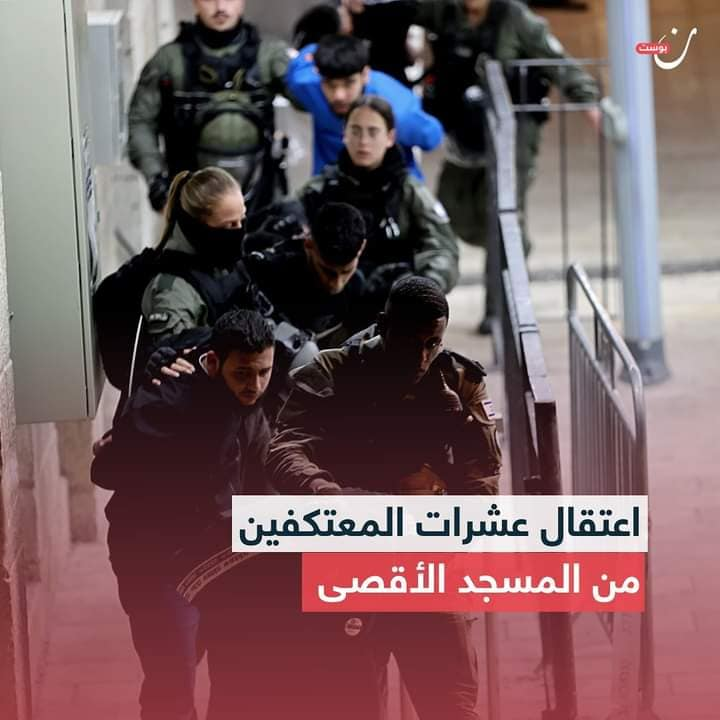 ن
بوست
اعتقال عشرات المعتكفين
من المسجد الأقصى